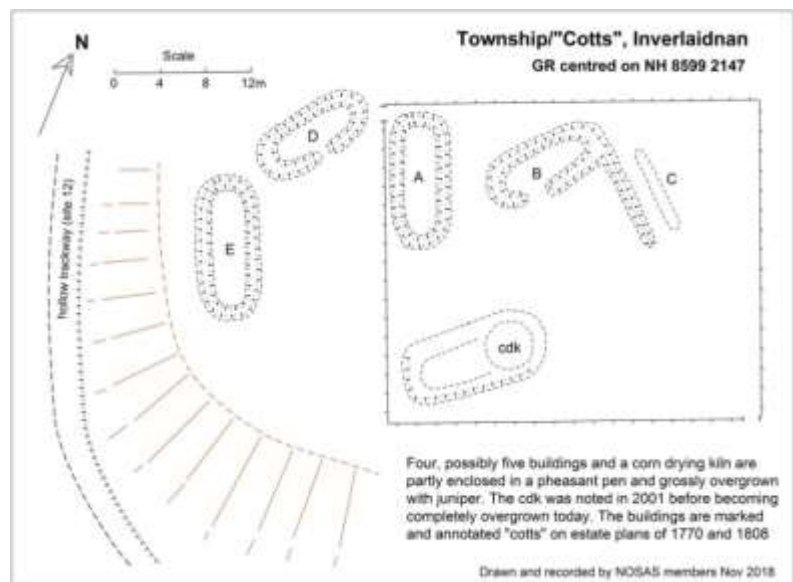 Township/"Cotts", Inverlaidnan
GR centred on NH 8599 2147
N
Scale
0 4 8 12m
D
A
B
C
E
hollow trackway (site 12)
cdk
Four, possibly five buildings and a corn drying kiln are
partly enclosed in a pheasant pen and grossly overgrown
with juniper. The cdk was noted in 2001 before becoming
completely overgrown today. The buildings are marked
and annotated "cotts" on estate plans of 1770 and 1808
Drawn and recorded by NOSAS members Nov 2018